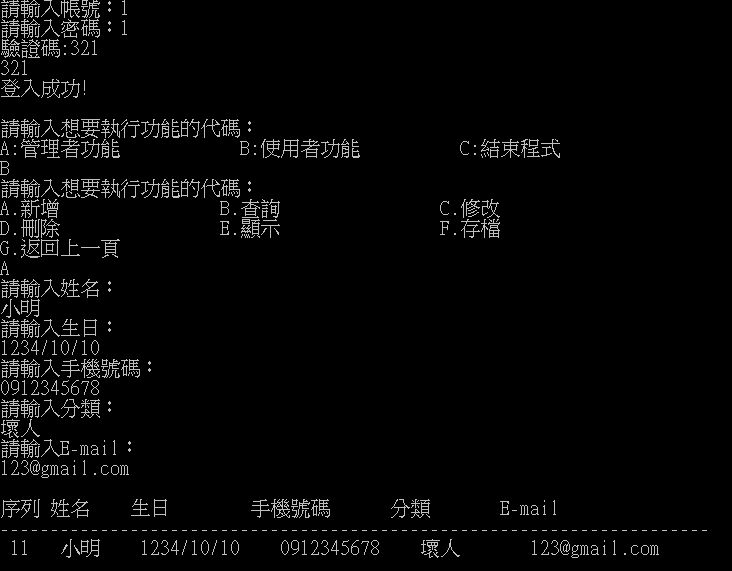 請輸入帳號：1
請輸入密碼：1
驗證碼:321
321
登入成功!
請輸入想要執行功能的代碼：
A:管理者功能 B:使用者功能 C:結束程式
B
請輸入想要執行功能的代碼：
A.新增 B.查詢 C.修改
D.刪除 E.顯示 F.存檔
G.返回上一頁
A
請輸入姓名：
小明
請輸入生日：
1234/10/10
請輸入手機號碼：
0912345678
請輸入分類：
壞人
請輸入E-mail：
123@gmail.com
序列 姓名 生日 手機號碼 分類 E-mail
-----------------------------------------------------------------------
11 小明 1234/10/10 0912345678 壞人 123@gmail.com